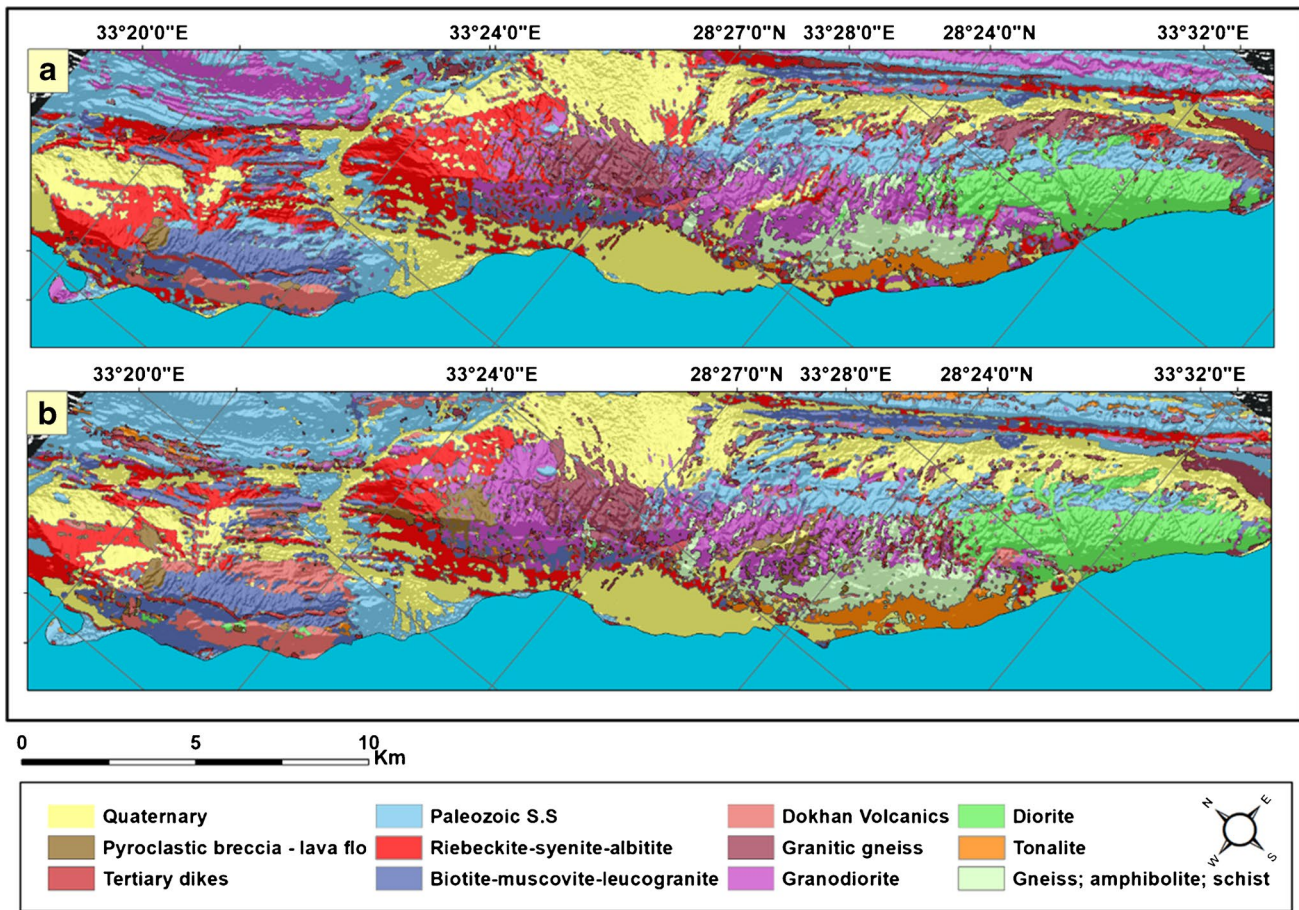 33°20'0"E 33°24'0"E 28°27'0"N 33°28'0"E 28°24'0"N 33°32'0"E
a
33°20'0"E 33°24'0"E 28°27'0"N 33°28'0"E 28°24'0"N 33°32'0"E
b
0 5 10
Km
Quaternary Paleozoic S.S Dokhan Volcanics Diorite
Pyroclastic breccia - lava flo Riebeckite-syenite-albitite Granitic gneiss Tonalite
Tertiary dikes Biotite-muscovite-leucogranite Granodiorite Gneiss; amphibolite; schist
N E
W S